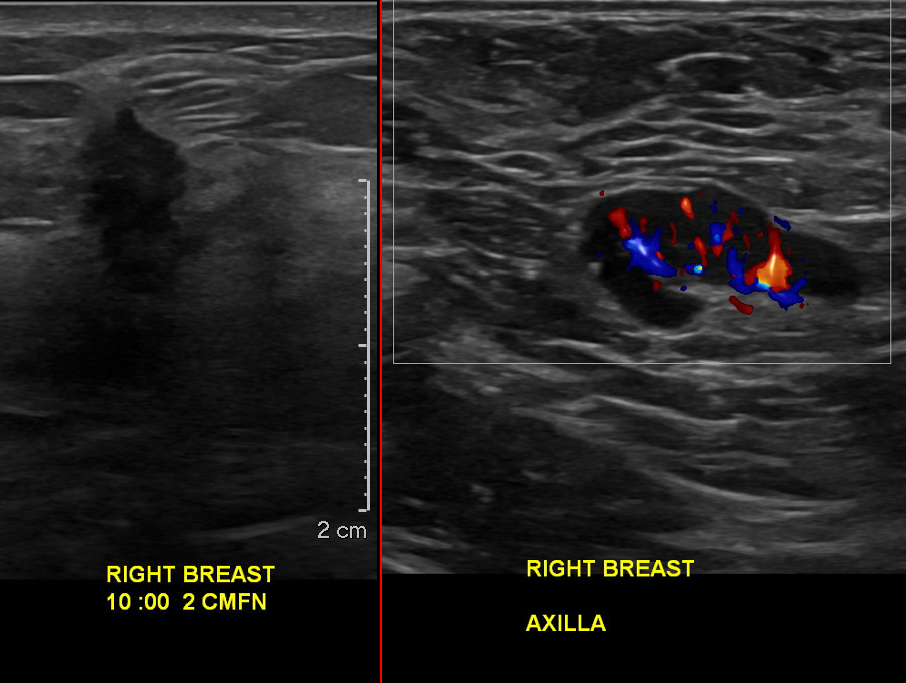 2 cm
RIGHT BREAST
10 :00 2 CMFN
RIGHT BREAST
AXILLA